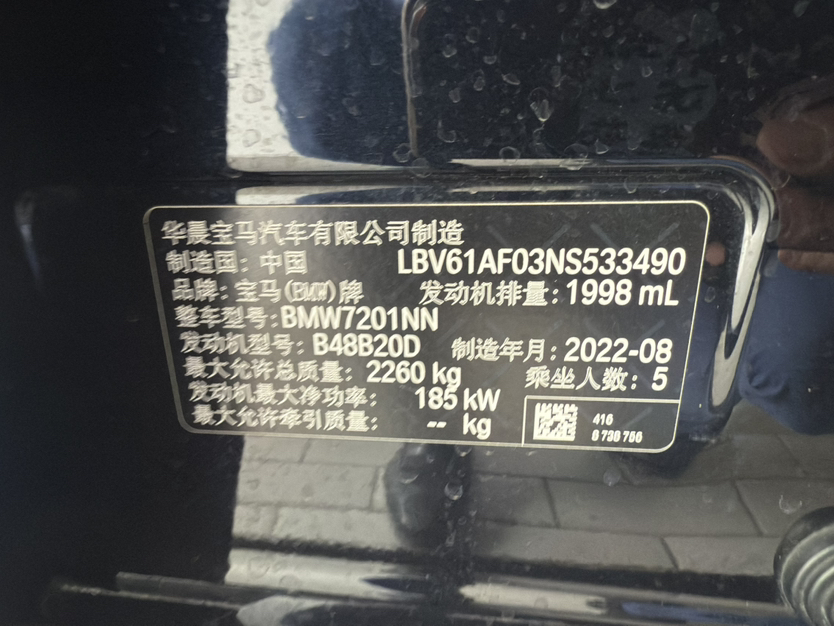 华晨宝马汽车有限公司制造
制造国：中国 LBV61AF03NS533490
品牌：宝马(BMW)牌 发动机排量：1998 mL
整车型号：BMW7201NN
发动机型号：B48B20D 制造年月：2022-08
最大允许总质量：2260 kg 乘坐人数：5
发动机最大净功率：185 kW
最大允许牵引质量：-- kg
416